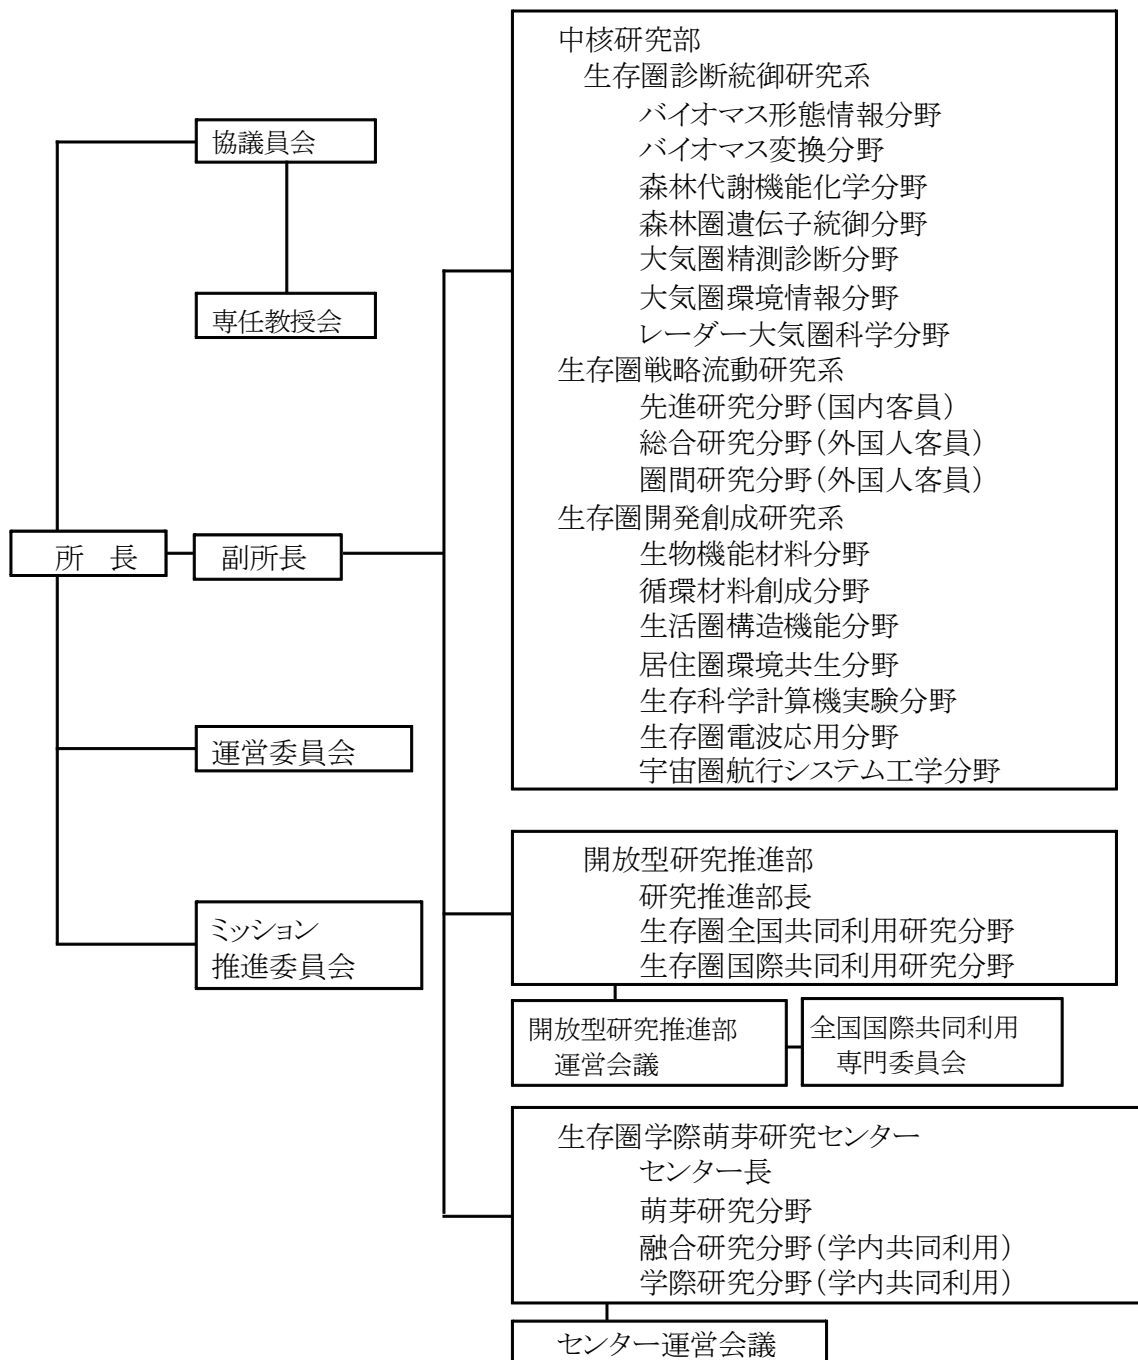 協議員会
専任教授会
所　長
副所長
運営委員会
ミッション
推進委員会
中核研究部
生存圏診断統御研究系
バイオマス形態情報分野
バイオマス変換分野
森林代謝機能化学分野
森林圏遺伝子統御分野
大気圏精測診断分野
大気圏環境情報分野
レーダー大気圏科学分野
生存圏戦略流動研究系
先進研究分野(国内客員)
総合研究分野(外国人客員)
圏間研究分野(外国人客員)
生存圏開発創成研究系
生物機能材料分野
循環材料創成分野
生活圏構造機能分野
居住圏環境共生分野
生存科学計算機実験分野
生存圏電波応用分野
宇宙圏航行システム工学分野
開放型研究推進部
研究推進部長
生存圏全国共同利用研究分野
生存圏国際共同利用研究分野
開放型研究推進部
運営会議
全国国際共同利用
専門委員会
生存圏学際萌芽研究センター
センター長
萌芽研究分野
融合研究分野(学内共同利用)
学際研究分野(学内共同利用)
センター運営会議